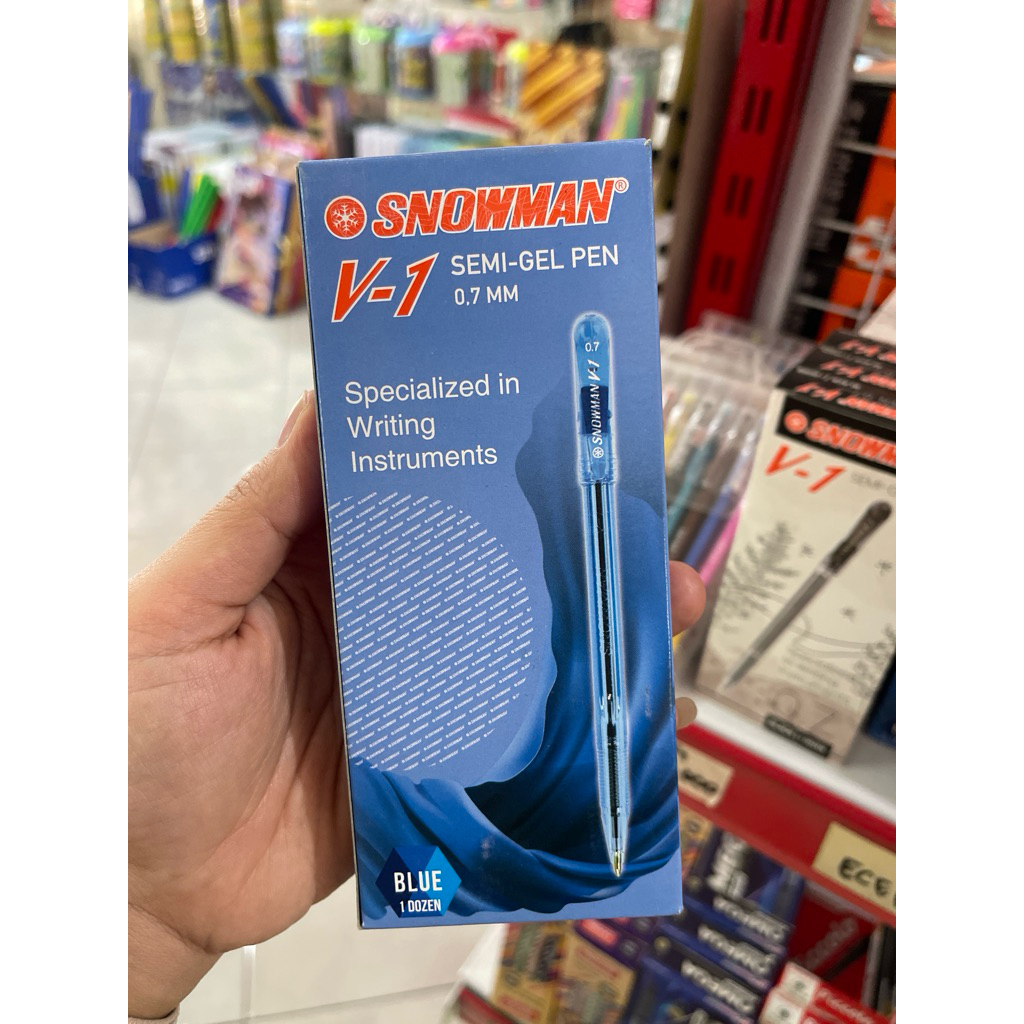 SNOWMAN®
V-1 SEMI-GEL PEN
0,7 MM
Specialized in
Writing
Instruments
0.7
SNOWMAN V-1
BLUE
1 DOZEN
SNOWMAN
V-1
ECE